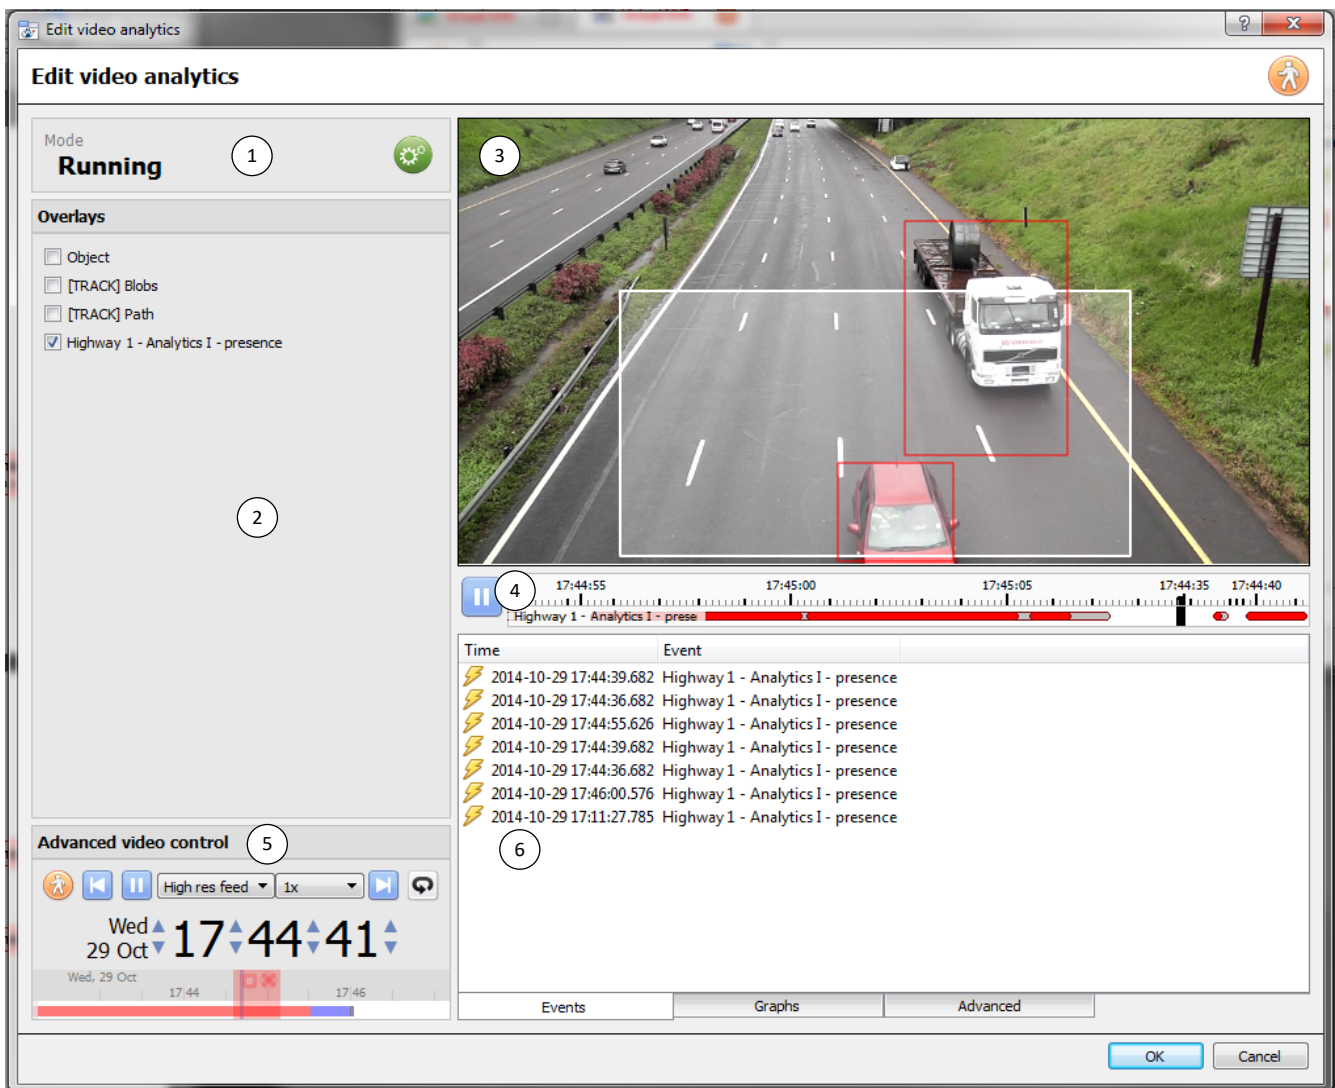 Edit video analytics
Edit video analytics
Mode
Running
1
Overlays
Object
[TRACK] Blobs
[TRACK] Path
Highway 1 - Analytics I - presence
2
3
4
17:44:55 17:45:00 17:45:05 17:44:35 17:44:40
Highway 1 - Analytics I - prese
Time Event
2014-10-29 17:44:39.682 Highway 1 - Analytics I - presence
2014-10-29 17:44:36.682 Highway 1 - Analytics I - presence
2014-10-29 17:44:55.626 Highway 1 - Analytics I - presence
2014-10-29 17:44:39.682 Highway 1 - Analytics I - presence
2014-10-29 17:44:36.682 Highway 1 - Analytics I - presence
2014-10-29 17:46:00.576 Highway 1 - Analytics I - presence
2014-10-29 17:11:27.785 Highway 1 - Analytics I - presence
6
Events Graphs Advanced
Advanced video control 5
High res feed 1x
Wed
29 Oct 17 44 41
Wed, 29 Oct
17 44 17 46
OK Cancel